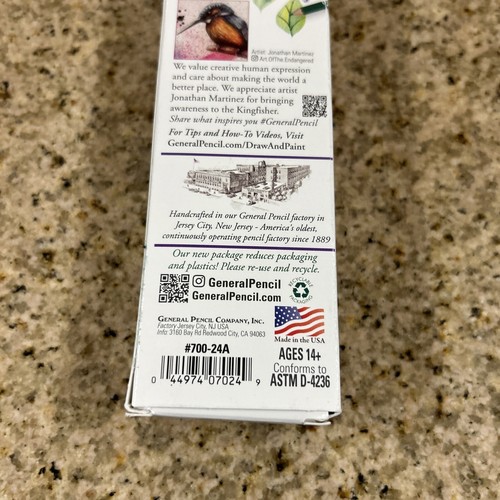 Artist: Jonathan Martinez
ArtOfTheEndangered
We value creative human expression
and care about making the world a
better place. We appreciate artist
Jonathan Martinez for bringing
awareness to the Kingfisher.
Share what inspires you #GeneralPencil
For Tips and How-To Videos, Visit
GeneralPencil.com/DrawAndPaint
Handcrafted in our General Pencil factory in
Jersey City, New Jersey - America's oldest,
continuously operating pencil factory since 1889
Our new package reduces packaging
and plastics! Please re-use and recycle.
GeneralPencil
GeneralPencil.com
RECYCLABLE
PACKAGING
GENERAL PENCIL COMPANY, INC.
Factory Jersey City, NJ USA
Info: 3160 Bay Rd Redwood City, CA 94063
Made in the USA
#700-24A
0 44974 07024 9
AGES 14+
Conforms to
ASTM D-4236